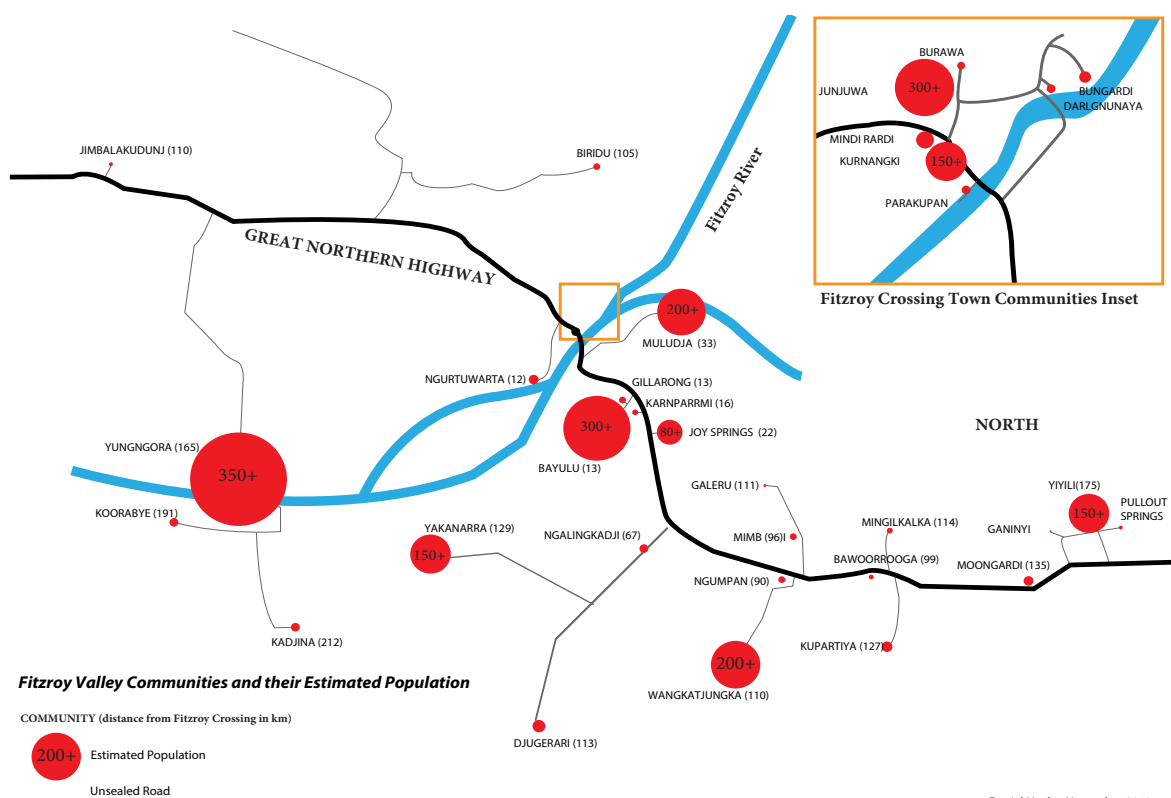 BURAWA
300+
JUNJUWA
BUNGARDI
DARLGNUNAYA
MINDI RARDI
KURNANGKI
150+
PARAKUPAN
Fitzroy Crossing Town Communities Inset
JIMBALAKUDUNJ (110)
BIRIDU (105)
Fitzroy River
GREAT NORTHERN HIGHWAY
200+
MULUDJA (33)
NGURTUWARTA (12)
GILLARONG (13)
KARNPARRMI (16)
300+
80+
JOY SPRINGS (22)
BAYULU (13)
NORTH
YUNGNGORA (165)
350+
KOORABYE (191)
YAKANARRA (129)
150+
NGALINGKADJI (67)
GALERU (111)
MIMB (96)I
NGUMPAN (90)
MINGILKALKA (114)
BAWOORROOGA (99)
YIYILI(175)
150+
PULLOUT
SPRINGS
GANINYI
MOONGARDI (135)
KADJINA (212)
KUPARTIYA (127)
200+
WANGKATJUNGKA (110)
DJUGERARI (113)
Fitzroy Valley Communities and their Estimated Population
COMMUNITY (distance from Fitzroy Crossing in km)
200+
Estimated Population
Unsealed Road